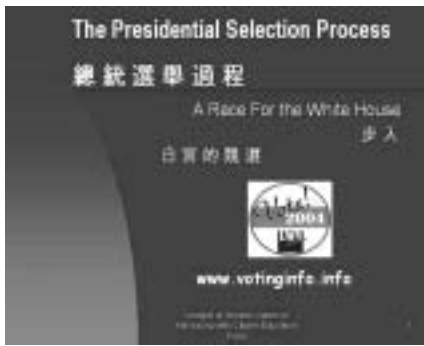 The Presidential Selection Process
總統選舉過程
A Race For the White House
步入
白宮的競選
Vote!
2004
www.votinginfo.info